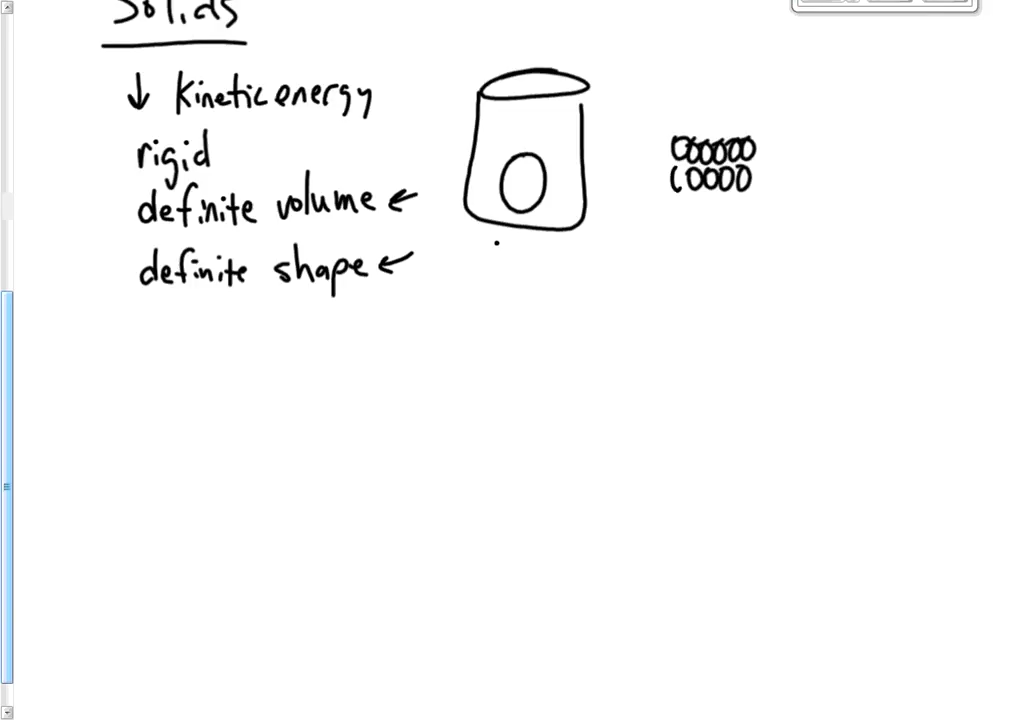 Solids
↓ Kinetic energy
rigid
definite volume ←
definite shape ←